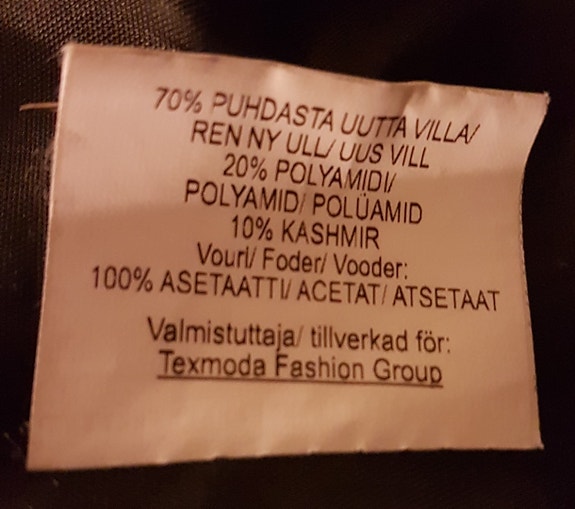 70% PUHDASTA UUTTA VILLA/
REN NY ULL/ UUS VILL
20% POLYAMIDI/
POLYAMID/ POLÜAMID
10% KASHMIR
Vouri/ Foder/ Vooder:
100% ASETAATTI/ ACETAT/ ATSETAAT
Valmistuttaja/ tillverkad för:
Texmoda Fashion Group